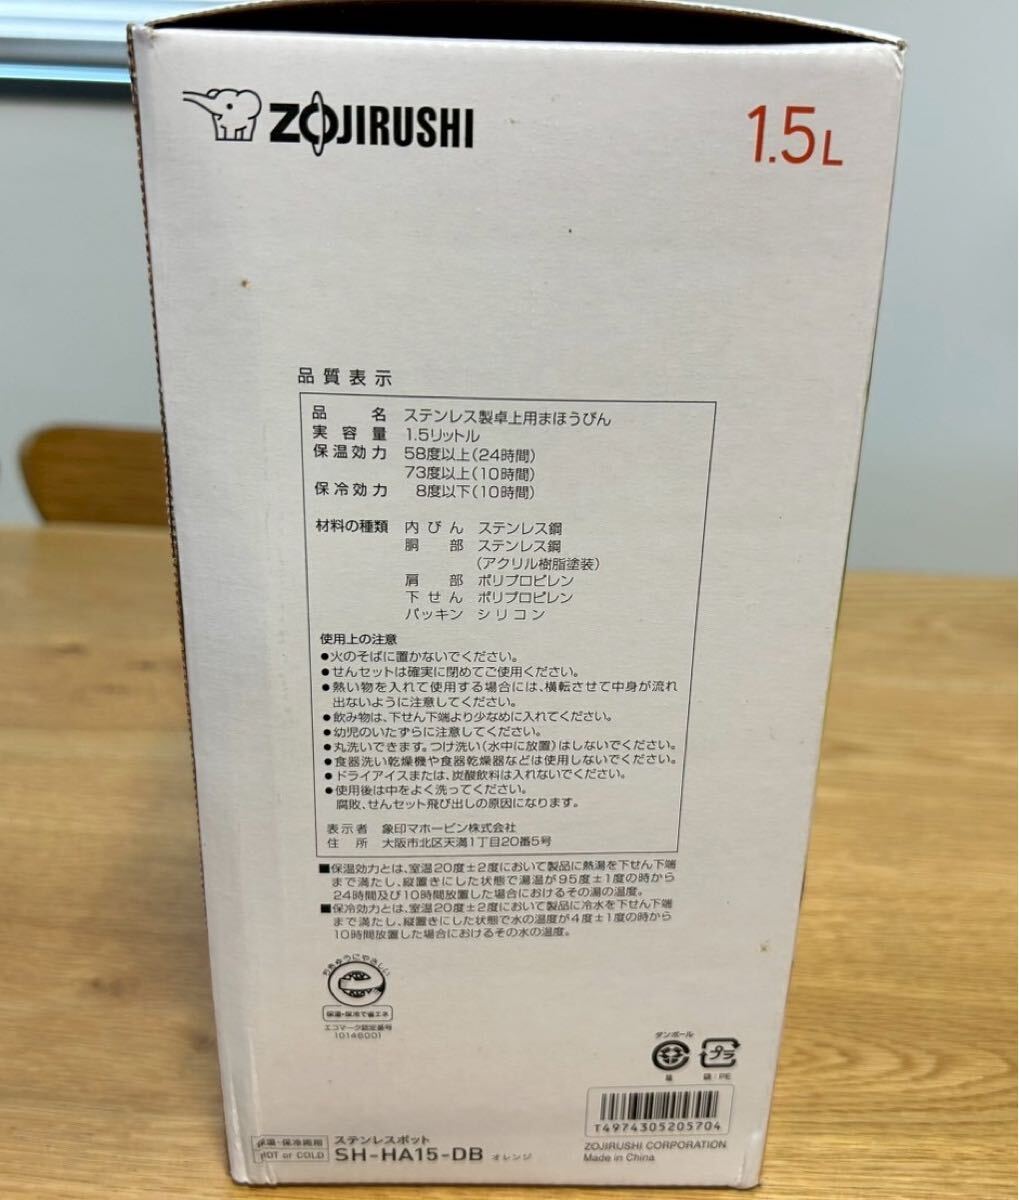 ZOJIRUSHI
1.5L
品質表示
品名 ステンレス製卓上用まほうびん
実容量 1.5リットル
保温効力 58度以上(24時間)
73度以上(10時間)
保冷効力 8度以下(10時間)
材料の種類 内びん ステンレス鋼
胴部 ステンレス鋼
(アクリル樹脂塗装)
肩部 ポリプロピレン
下せん ポリプロピレン
パッキン シリコン
使用上の注意
●火のそばに置かないでください。
●せんセットは確実に閉めてご使用ください。
●熱い物を入れて使用する場合には、横転させて中身が流れ
出ないように注意してください。
●飲み物は、下せん下端より少なめに入れてください。
●幼児のいたずらに注意してください。
●丸洗いできます。つけ洗い(水中に放置)はしないでください。
●食器洗い乾燥機や食器乾燥器などは使用しないでください。
●ドライアイスまたは、炭酸飲料は入れないでください。
●使用後は中をよく洗ってください。
腐敗、せんセット飛び出しの原因になります。
表示者 象印マホービン株式会社
住所 大阪市北区天満1丁目20番5号
■保温効力とは、室温20度±2度において製品に熱湯を下せん下端
まで満たし、縦置きにした状態で湯温が95度±1度の時から
24時間及び10時間放置した場合におけるその湯の温度。
■保冷効力とは、室温20度±2度において製品に冷水を下せん下端
まで満たし、縦置きにした状態で水の温度が4度±1度の時から
10時間放置した場合におけるその水の温度。
ちきゅうにやさしい
保温・保冷で省エネ
エコマーク認定番号
10146001
ダンボール
プラ
箱
袋:PE
T4974305205704
ZOJIRUSHI CORPORATION
Made in China
保温・保冷両用
HOT or COLD
ステンレスポット
SH-HA15-DB オレンジ